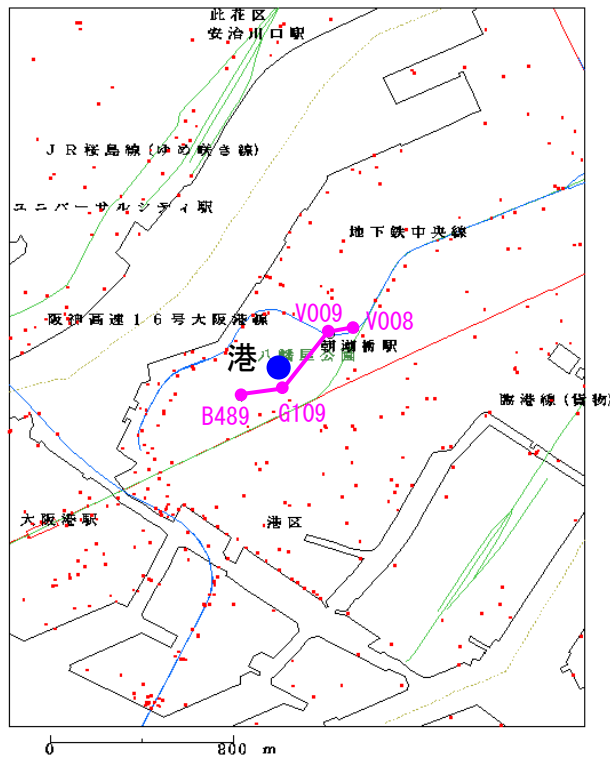 此花区
安治川口駅
JR桜島線(ゆめ咲き線)
ユニバーサルシティ駅
地下鉄中央線
阪神高速16号大阪港線
V009
V008
朝潮橋駅
八幡屋公園
港
B489
G109
臨港線(貨物)
大阪港駅
港区
0 800 m